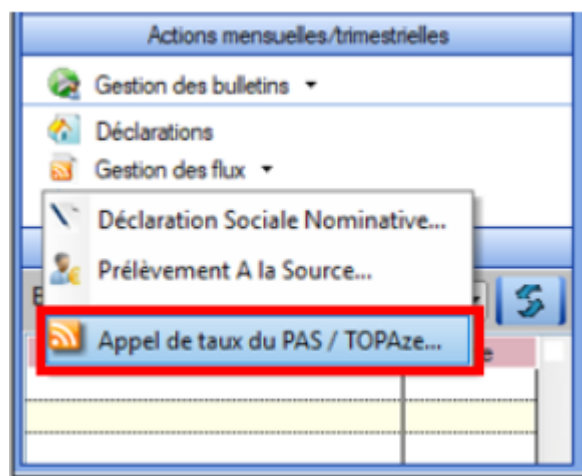 Actions mensuelles/trimestrielles
Gestion des bulletins
Déclarations
Gestion des flux
Déclaration Sociale Nominative...
Prélèvement A la Source...
Appel de taux du PAS / TOPAze...